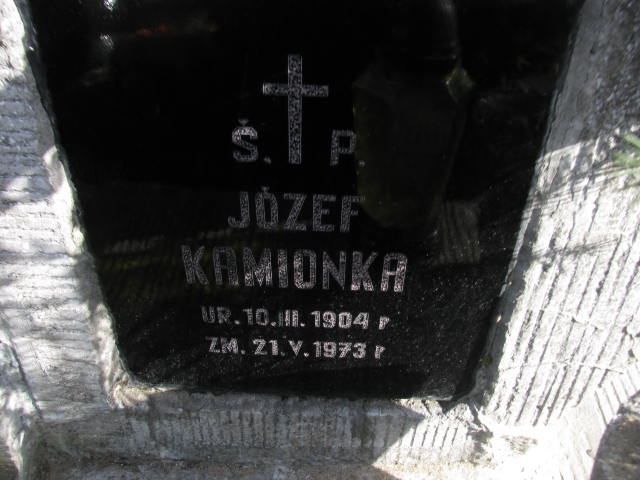 Ś. P.
JÓZEF
KAMIONKA
UR. 10.III. 1904 r
ZM. 21.V. 1973 r